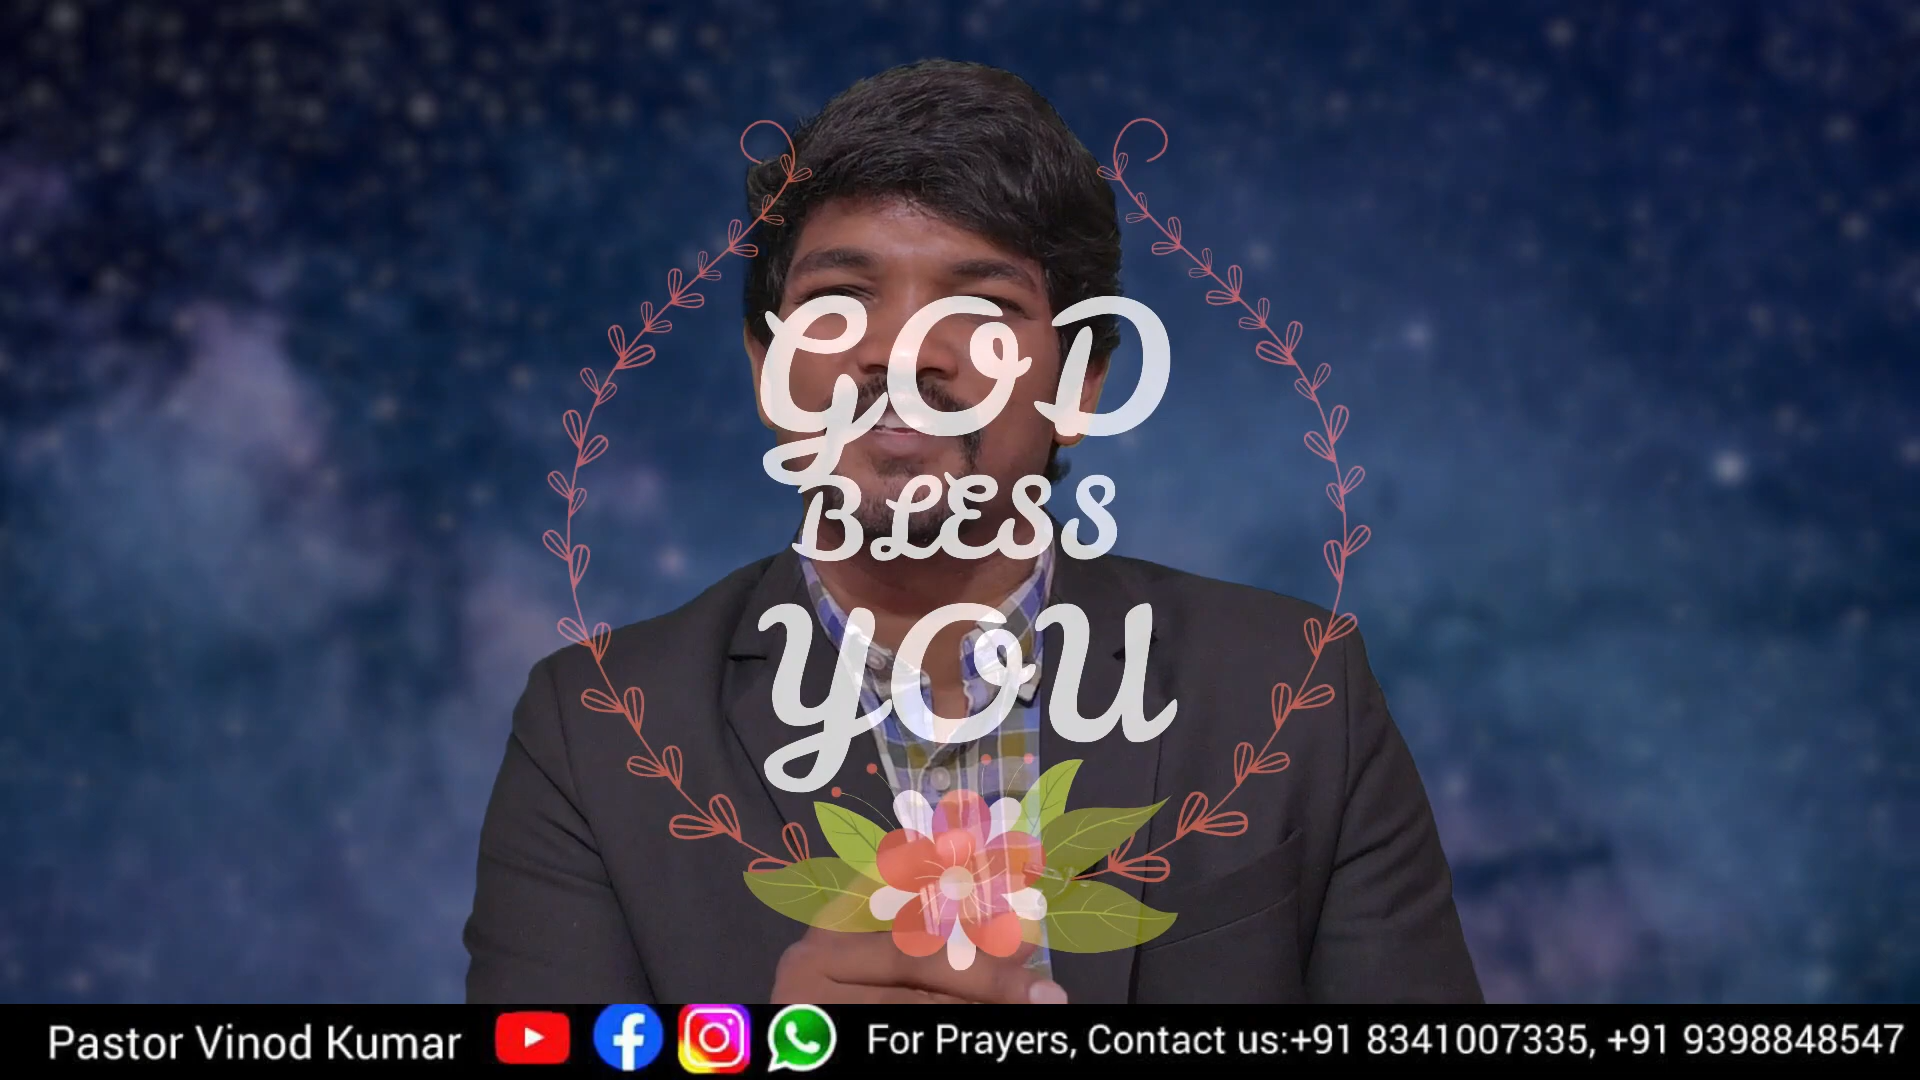 GOD
BLESS
YOU
Pastor Vinod Kumar For Prayers, Contact us:+91 8341007335, +91 9398848547